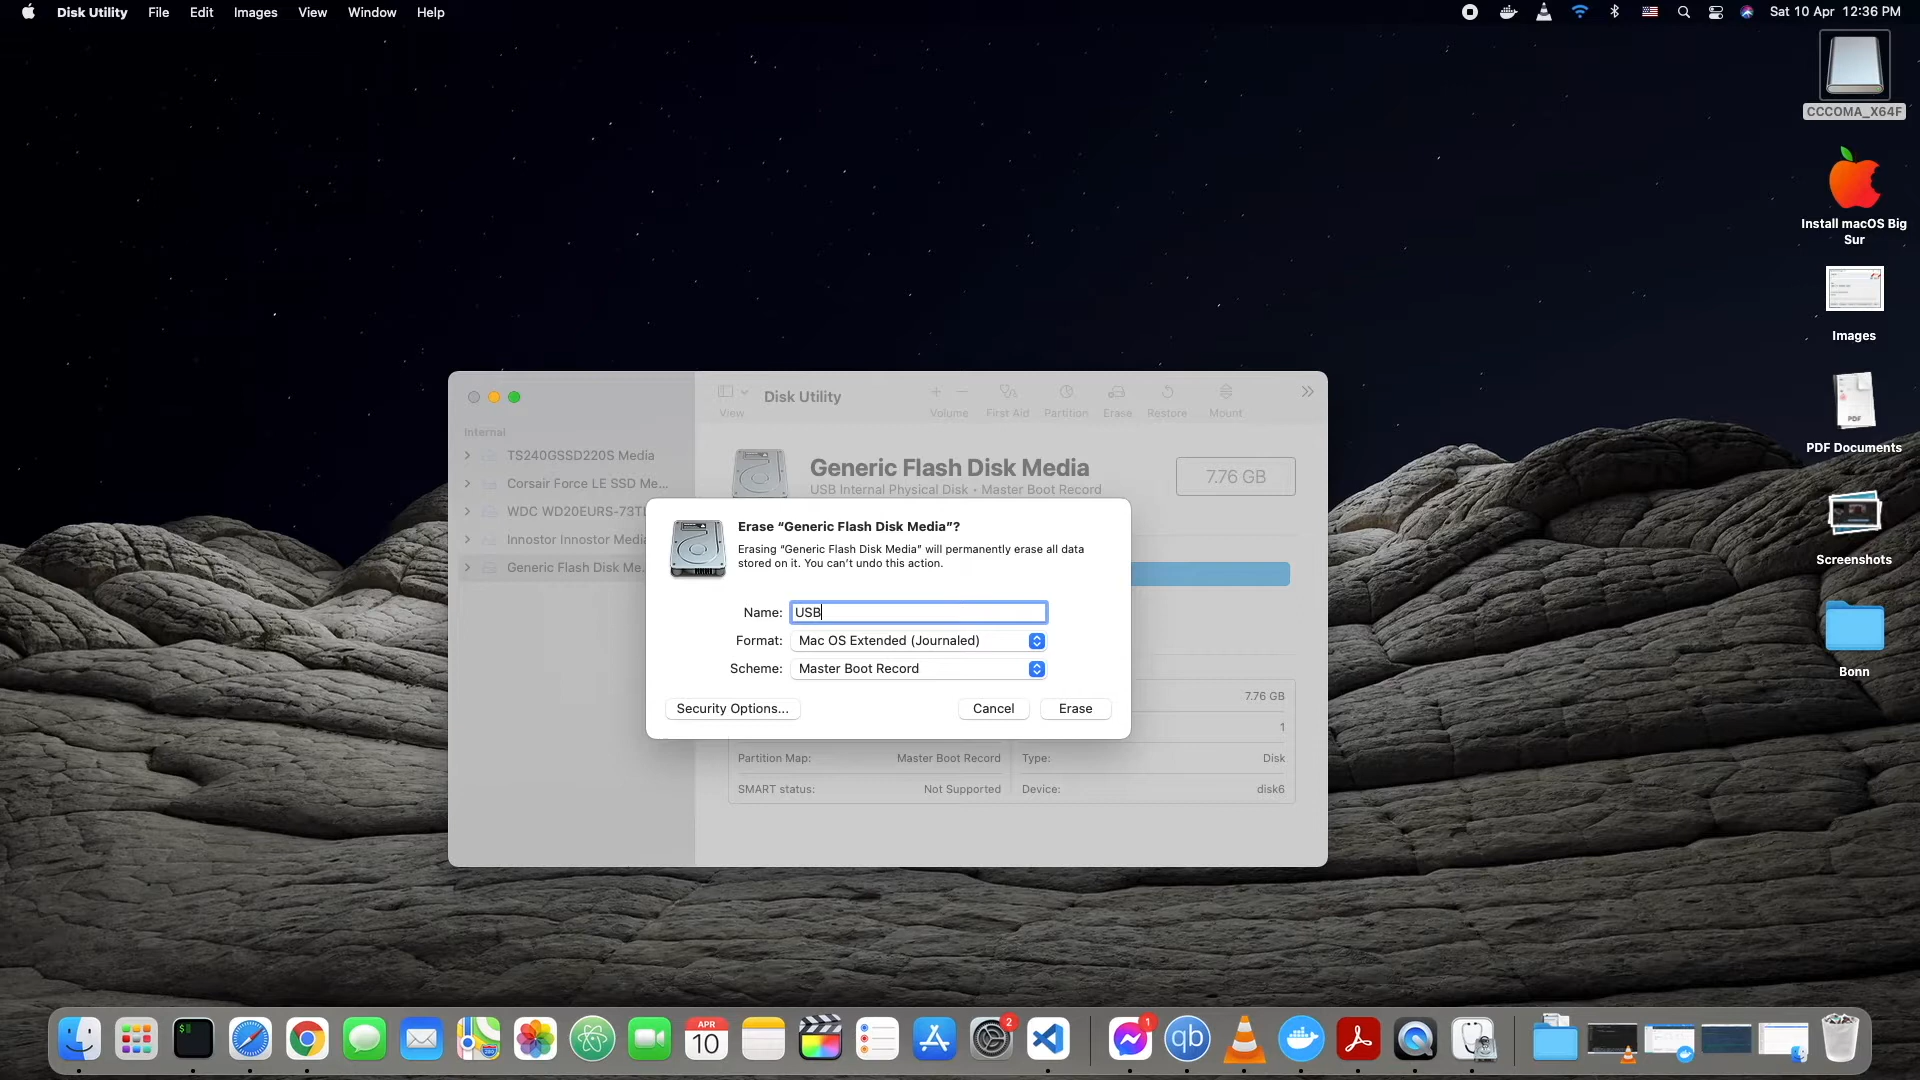 Disk Utility File Edit Images View Window Help
Sat 10 Apr 12:36 PM
CCCOMA_X64F
Install macOS Big
Sur
Images
PDF
PDF Documents
Screenshots
Bonn
Disk Utility
View
Volume
First Aid
Partition
Erase
Restore
Mount
Internal
TS240GSSD220S Media
Corsair Force LE SSD Me...
WDC WD20EURS-73T
Innostor Innostor Media
Generic Flash Disk Me...
Generic Flash Disk Media
USB Internal Physical Disk • Master Boot Record
7.76 GB
Erase “Generic Flash Disk Media”?
Erasing “Generic Flash Disk Media” will permanently erase all data
stored on it. You can’t undo this action.
Name: USB
Format: Mac OS Extended (Journaled)
Scheme: Master Boot Record
Security Options...
Cancel
Erase
7.76 GB
1
Partition Map: Master Boot Record
Type: Disk
SMART status: Not Supported
Device: disk6
APR
10
2
1
qb